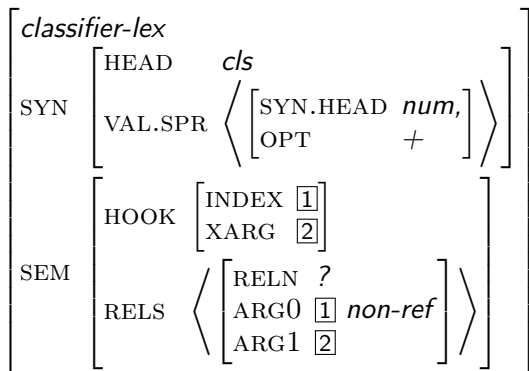 classifier-lex
SYN HEAD cls
VAL.SPR ⟨ SYN.HEAD num,
OPT + ⟩
SEM HOOK INDEX 1
XARG 2
RELS ⟨ RELN ?
ARG0 1 non-ref
ARG1 2 ⟩